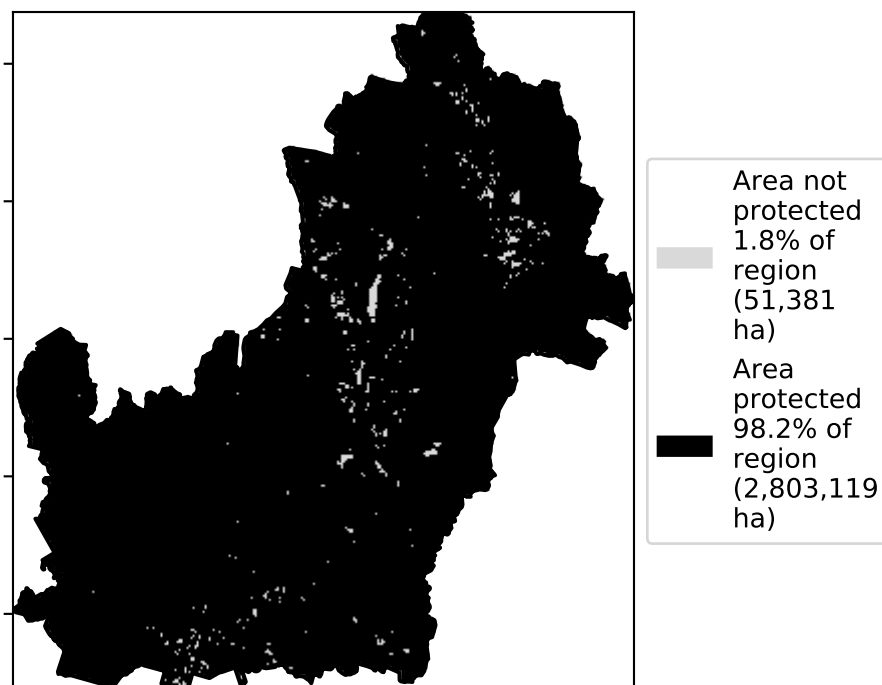 Area not
protected
1.8% of
region
(51,381
ha)
Area
protected
98.2% of
region
(2,803,119
ha)